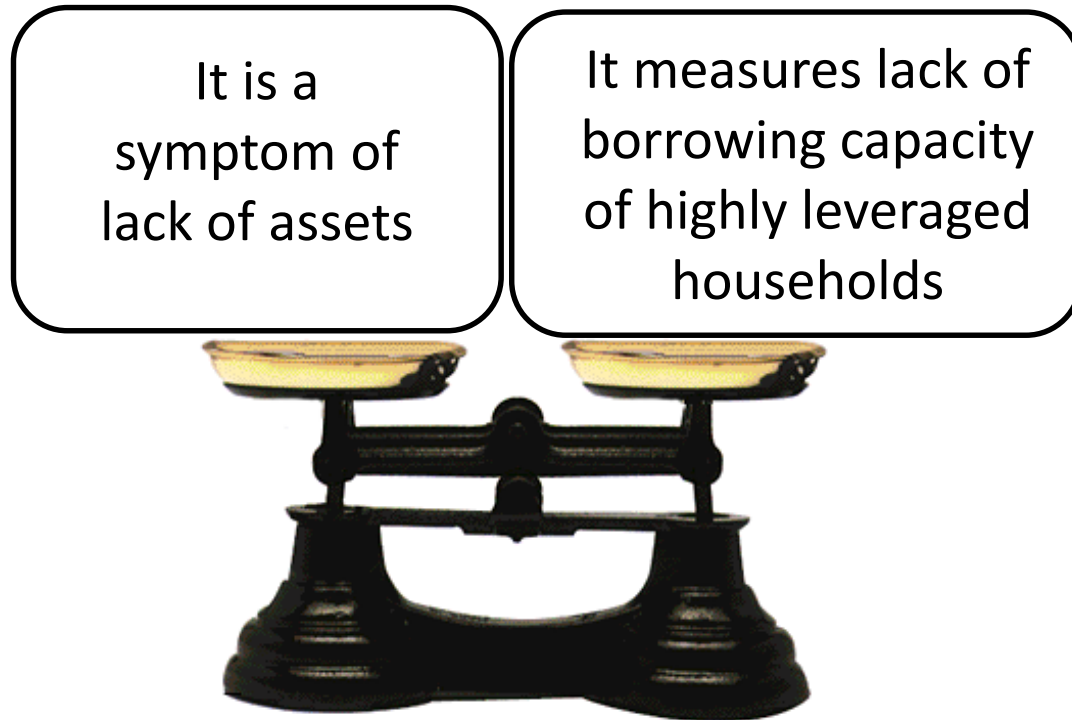 It is a
symptom of
lack of assets
It measures lack of
borrowing capacity
of highly leveraged
households